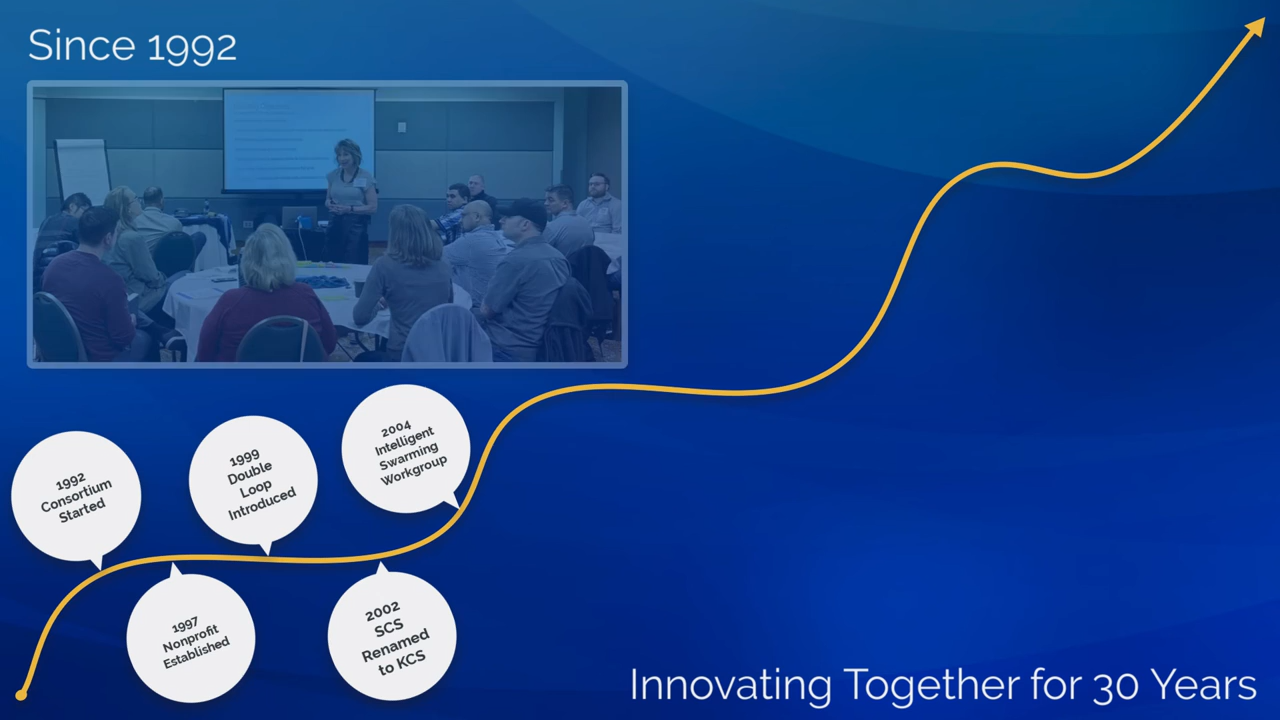 Since 1992
1992
Consortium
Started
1997
Nonprofit
Established
1999
Double
Loop
Introduced
2002
SCS
Renamed
to KCS
2004
Intelligent
Swarming
Workgroup
Innovating Together for 30 Years